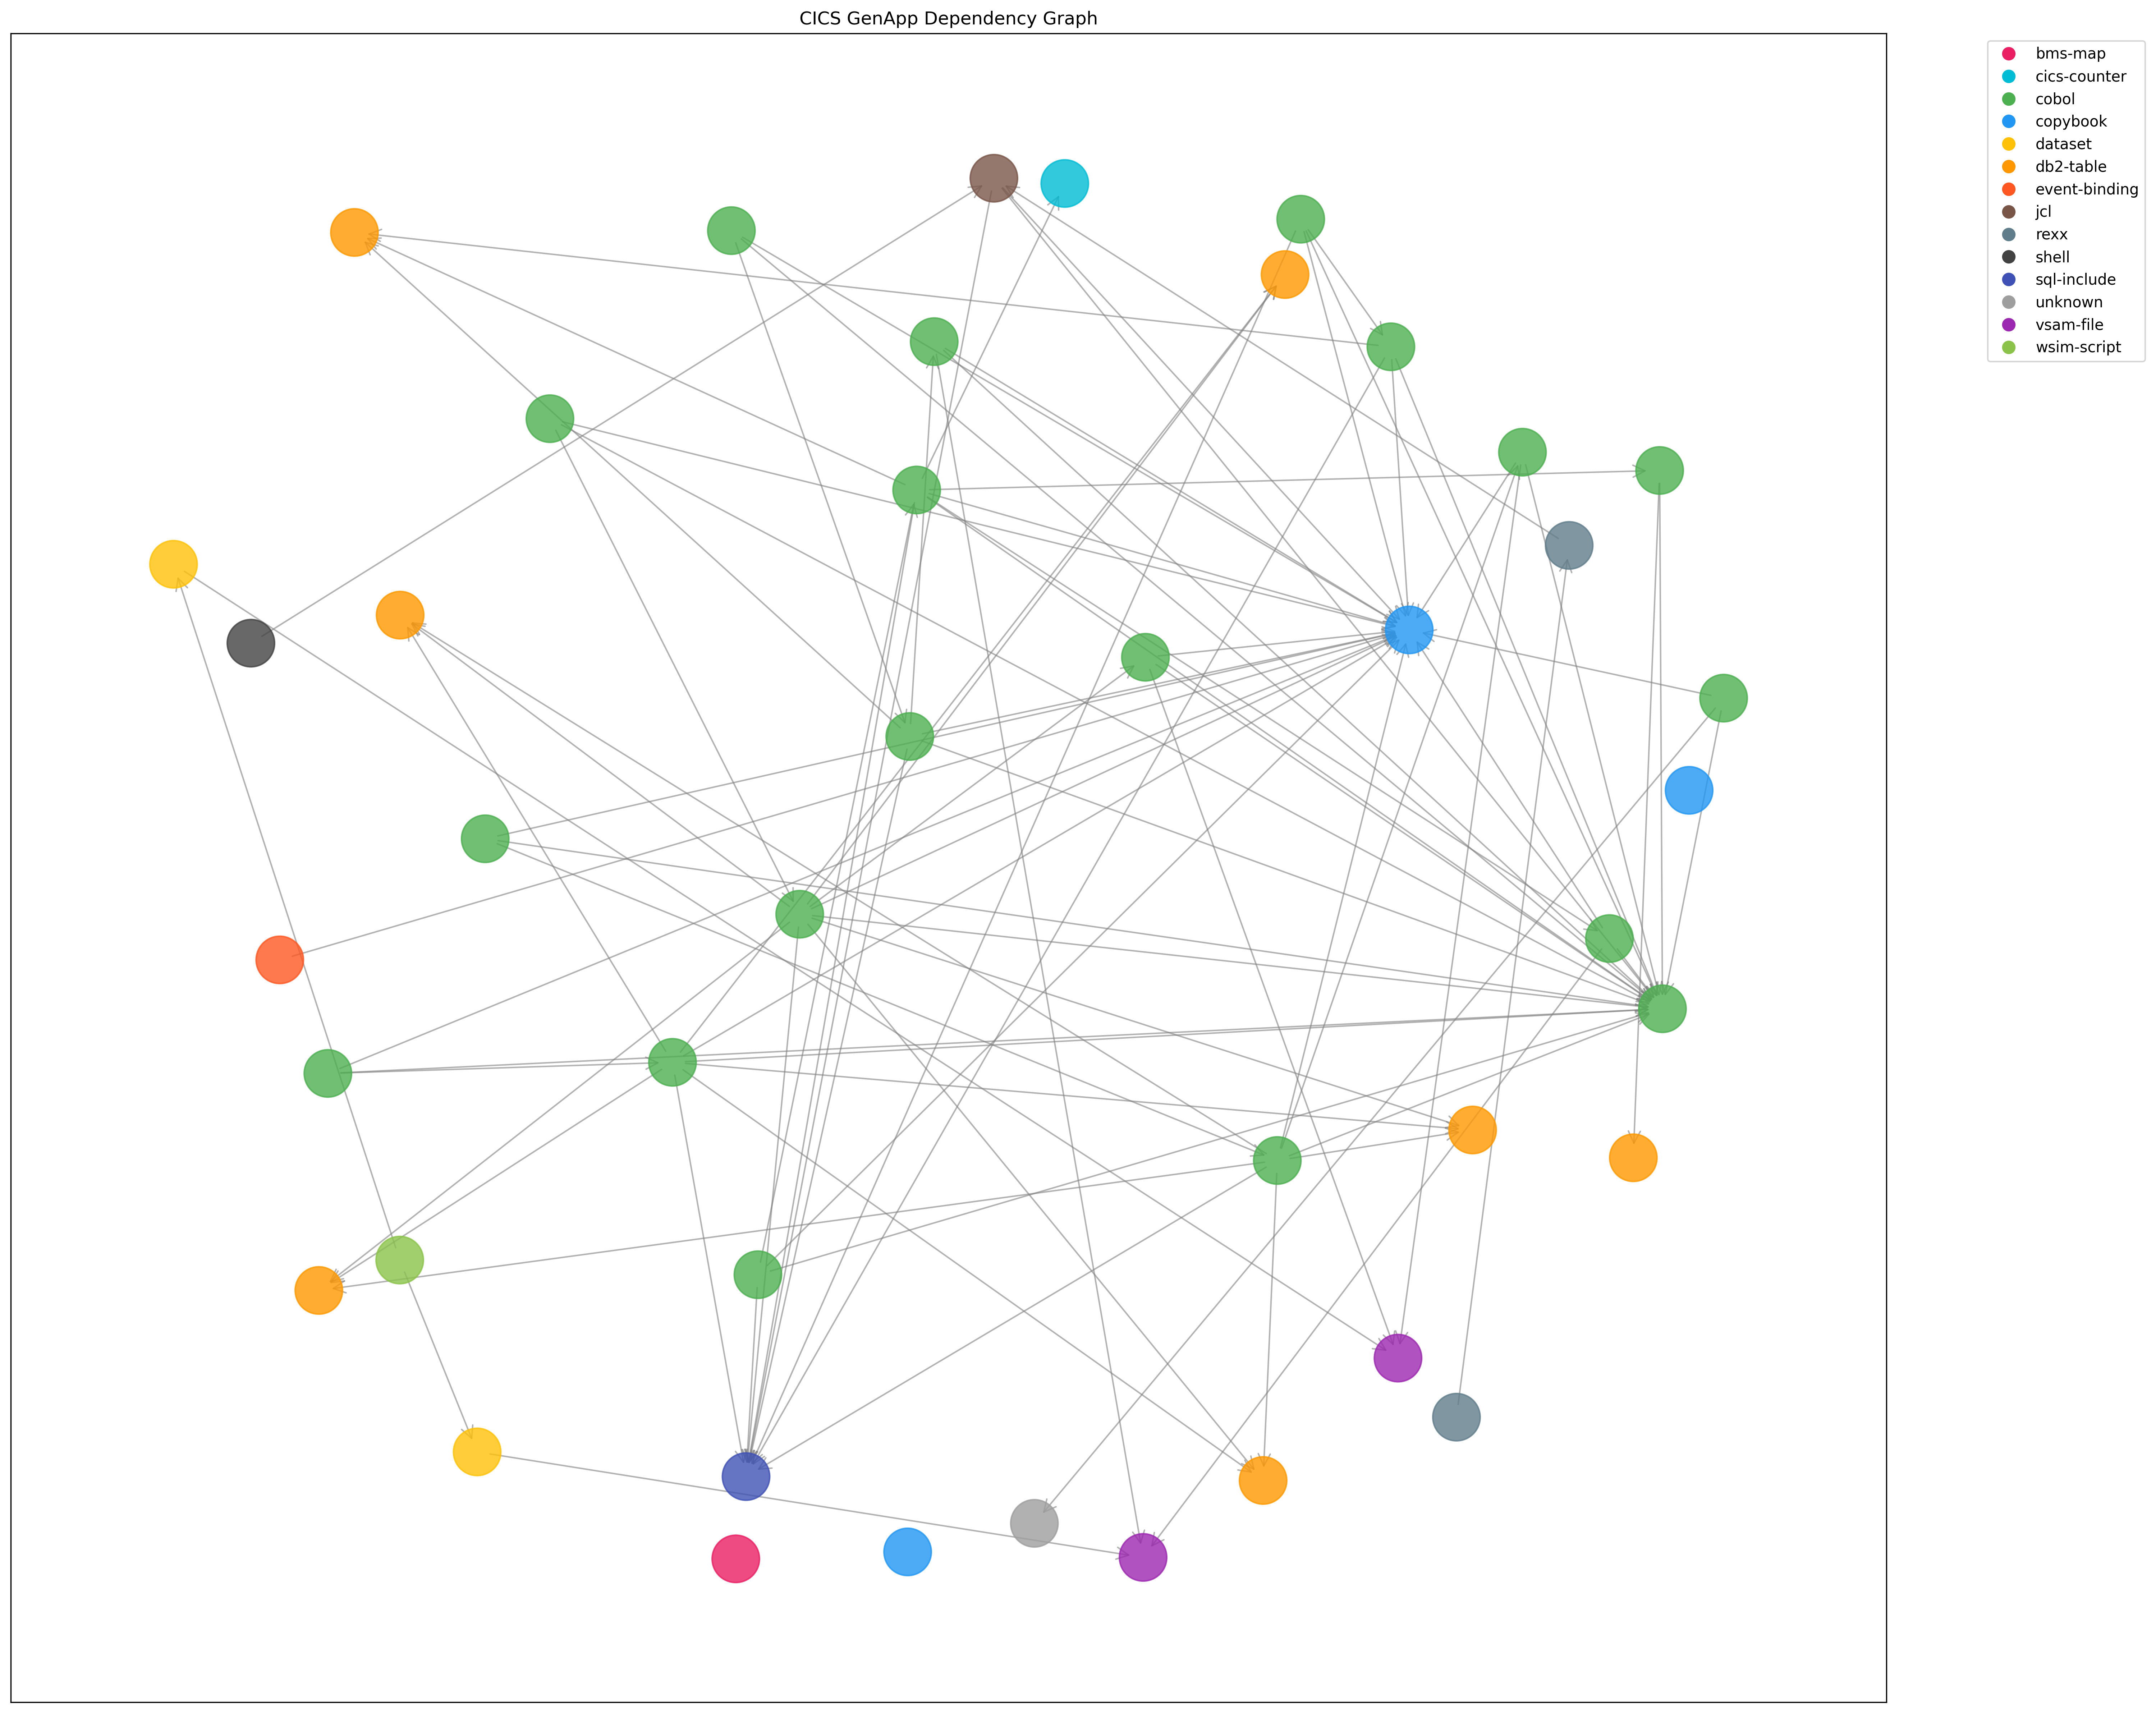 CICS GenApp Dependency Graph
bms-map
cics-counter
cobol
copybook
dataset
db2-table
event-binding
jcl
rexx
shell
sql-include
unknown
vsam-file
wsim-script